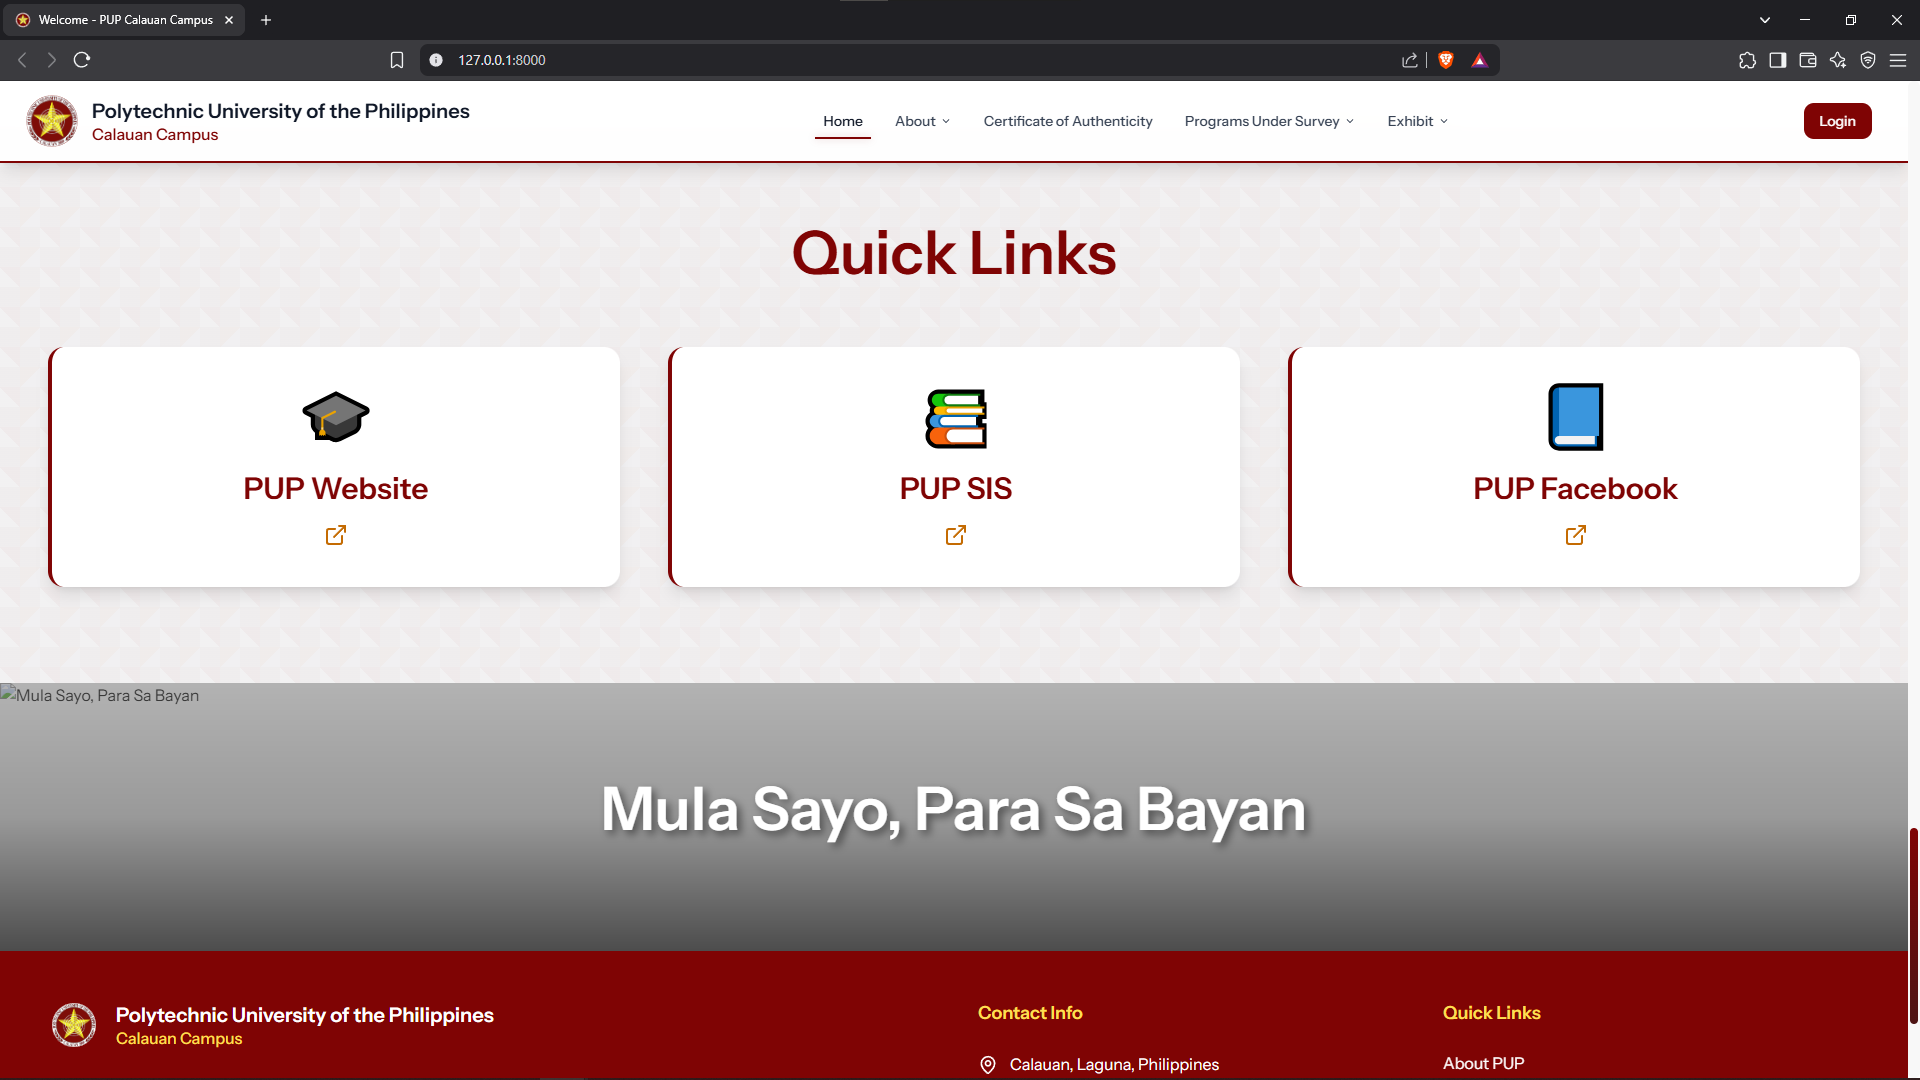 Welcome - PUP Calauan Campus
127.0.0.1:8000
Polytechnic University of the Philippines
Calauan Campus
Home
About
Certificate of Authenticity
Programs Under Survey
Exhibit
Login
Quick Links
PUP Website
PUP SIS
PUP Facebook
Mula Sayo, Para Sa Bayan
Mula Sayo, Para Sa Bayan
Polytechnic University of the Philippines
Calauan Campus
Contact Info
Calauan, Laguna, Philippines
Quick Links
About PUP